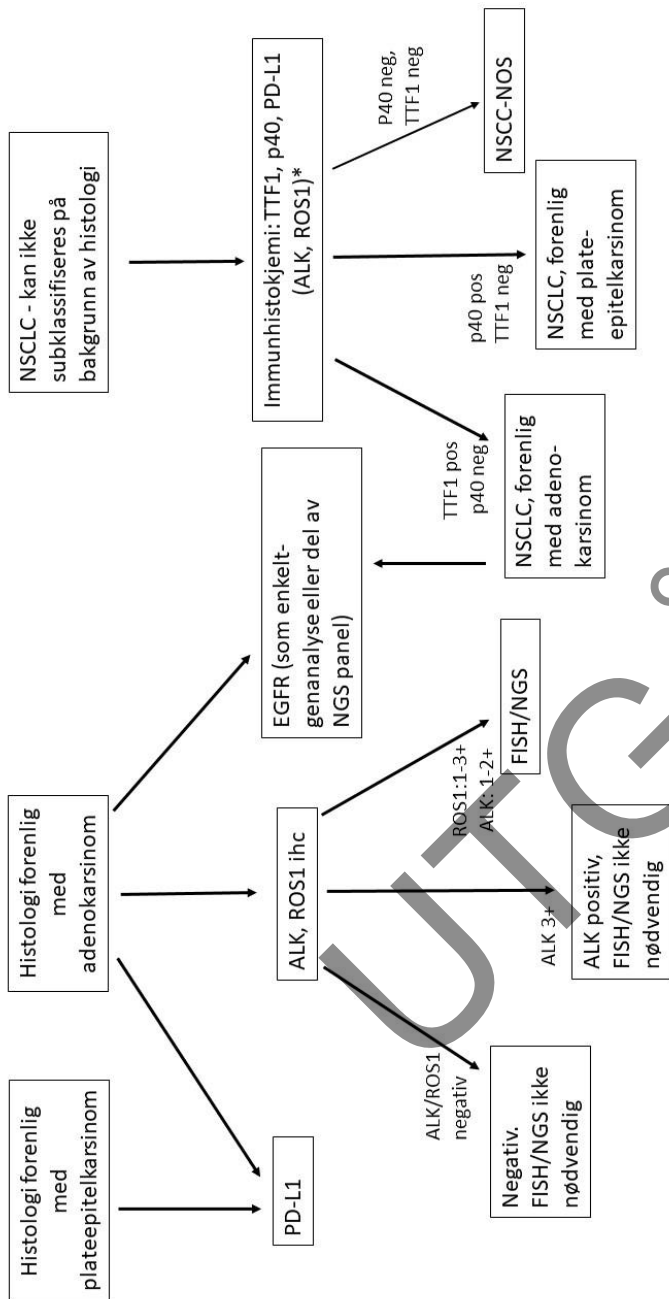 Histologi forenlig
med
plateepitelkarsinom
Histologi forenlig
med
adenokarsinom
NSCLC - kan ikke
subklassifiseres på
bakgrunn av histologi
PD-L1
ALK, ROS1 ihc
EGFR (som enkelt-
genanalyse eller del av
NGS panel)
Immunhistokjemi: TTF1, p40, PD-L1
(ALK, ROS1)*
ALK/ROS1
negativ
ALK 3+
ROS1:1-3+
ALK: 1-2+
TTF1 pos
p40 neg
p40 pos
TTF1 neg
P40 neg,
TTF1 neg
Negativ.
FISH/NGS ikke
nødvendig
ALK positiv,
FISH/NGS ikke
nødvendig
FISH/NGS
NSCLC, forenlig
med adeno-
karsinom
NSCLC, forenlig
med plate-
epitelkarsinom
NSCC-NOS